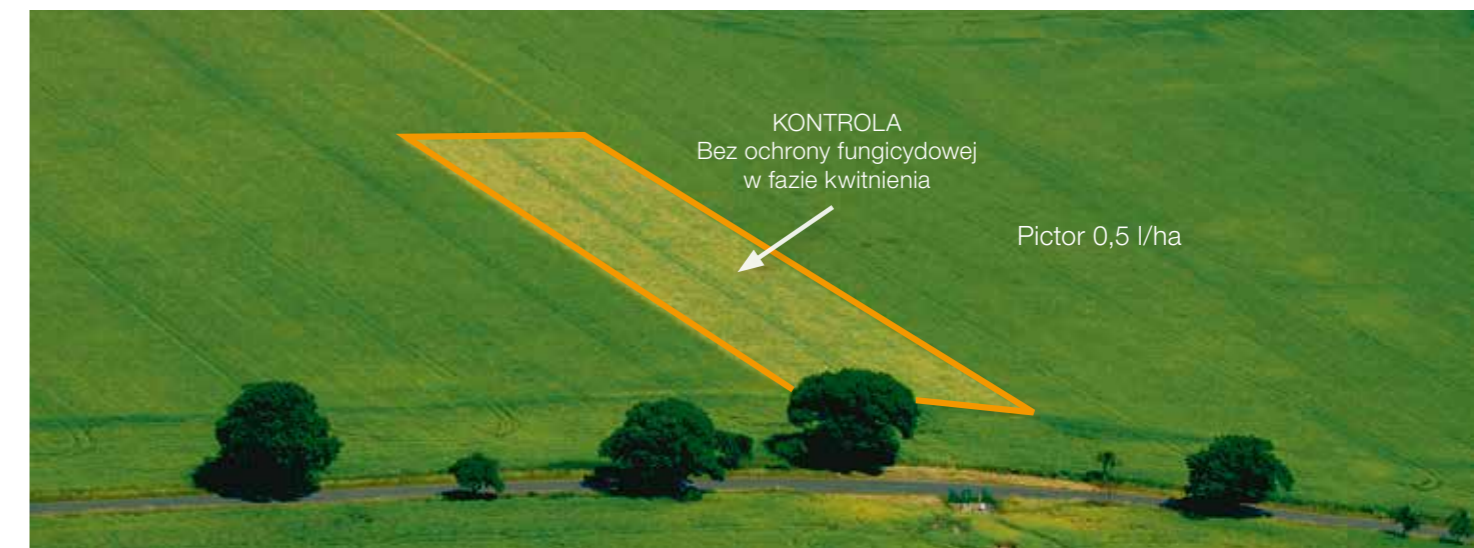 KONTROLA
Bez ochrony fungicydowej
w fazie kwitnienia
Pictor 0,5 l/ha